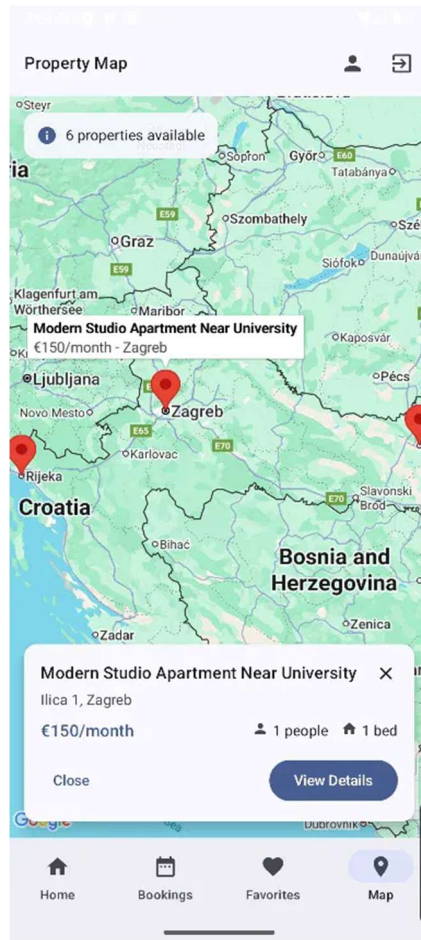 Property Map
Steyr
6 properties available
Sopron
Győr
E60
Tatabánya
ia
E59
Szombathely
Graz
Siófok
Dunaújvá
E59
Klagenfurt am
Wörthersee
Maribor
Modern Studio Apartment Near University
€150/month - Zagreb
Kaposvár
Ljubljana
Pécs
Novo Mesto
Zagreb
E65
E70
Karlovac
Rijeka
E70
Slavonski
Brod
Croatia
Bihać
Bosnia and
Herzegovina
Zenica
Zadar
Modern Studio Apartment Near University
Ilica 1, Zagreb
€150/month
1 people
1 bed
Close
View Details
Google
Sea
Dubrovnik
Home
Bookings
Favorites
Map